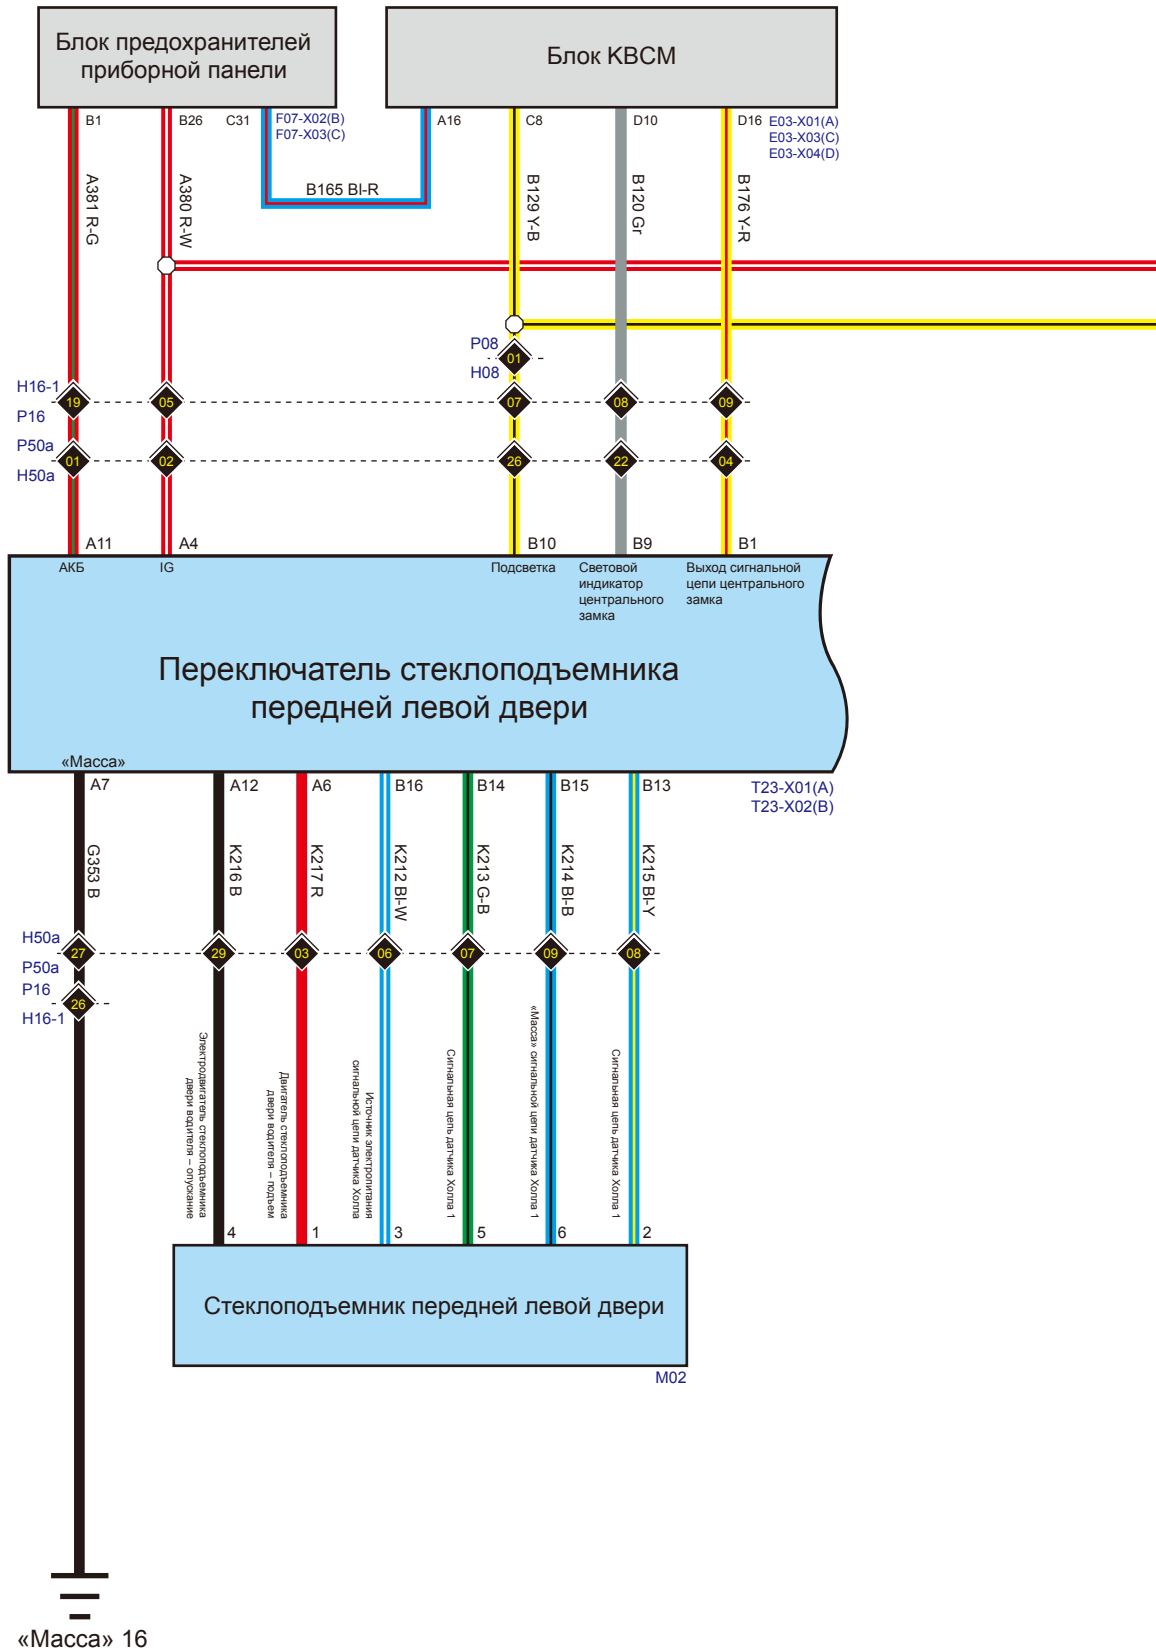 Блок предохранителей
приборной панели
Блок KBCM
B1
B26
C31
F07-X02(B)
F07-X03(C)
A16
C8
D10
D16
E03-X01(A)
E03-X03(C)
E03-X04(D)
A381 R-G
A380 R-W
B165 Bl-R
B129 Y-B
B120 Gr
B176 Y-R
P08
01
H08
H16-1
19
05
07
08
09
P16
P50a
01
02
26
22
04
H50a
A11
A4
B10
B9
B1
АКБ
IG
Подсветка
Световой
индикатор
центрального
замка
Выход сигнальной
цепи центрального
замка
Переключатель стеклоподъемника
передней левой двери
«Масса»
A7
A12
A6
B16
B14
B15
B13
T23-X01(A)
T23-X02(B)
G353 B
K216 B
K217 R
K212 Bl-W
K213 G-B
K214 Bl-B
K215 Bl-Y
H50a
27
29
03
06
07
09
08
P50a
P16
26
H16-1
Электродвигатель стеклоподъемника
двери водителя – опускание
Двигатель стеклоподъемника
двери водителя – подъем
Источник электропитания
сигнальной цепи датчика Холла
Сигнальная цепь датчика Холла 1
«Масса» сигнальной цепи датчика Холла 1
Сигнальная цепь датчика Холла 1
4
1
3
5
6
2
Стеклоподъемник передней левой двери
M02
«Масса» 16